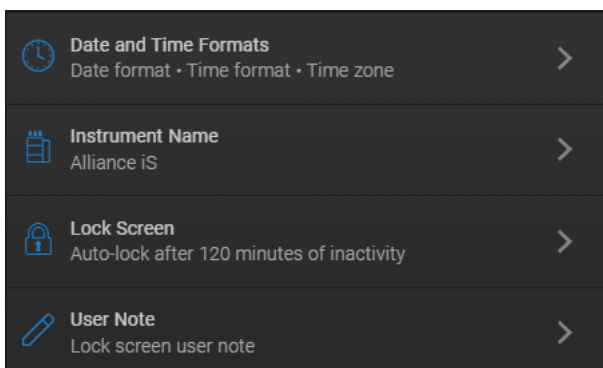 Date and Time Formats
Date format • Time format • Time zone
Instrument Name
Alliance iS
Lock Screen
Auto-lock after 120 minutes of inactivity
User Note
Lock screen user note